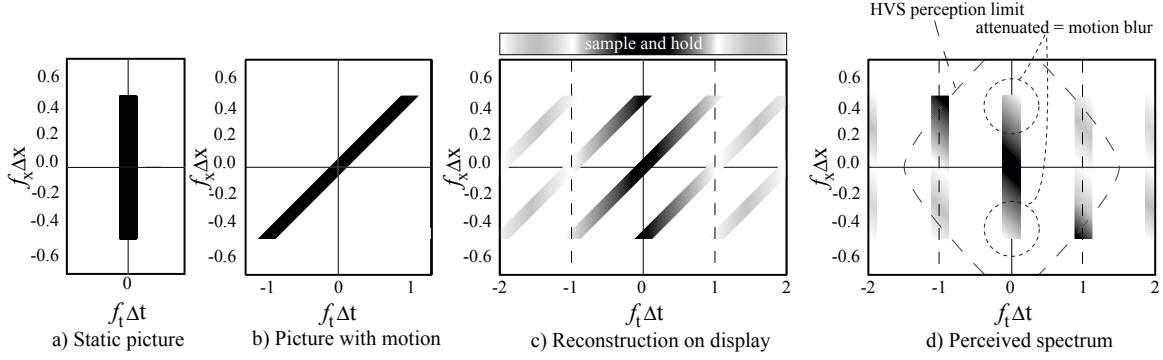 HVS perception limit
attenuated = motion blur
sample and hold
0.6
0.4
0.2
0.0
-0.2
-0.4
-0.6
f_xΔx
0
f_tΔt
a) Static picture
0.6
0.4
0.2
0.0
-0.2
-0.4
-0.6
f_xΔx
-1
0
1
f_tΔt
b) Picture with motion
0.6
0.4
0.2
0.0
-0.2
-0.4
-0.6
f_xΔx
-2
-1
0
1
2
f_tΔt
c) Reconstruction on display
0.6
0.4
0.2
0.0
-0.2
-0.4
-0.6
f_xΔx
-2
-1
0
1
2
f_tΔt
d) Perceived spectrum